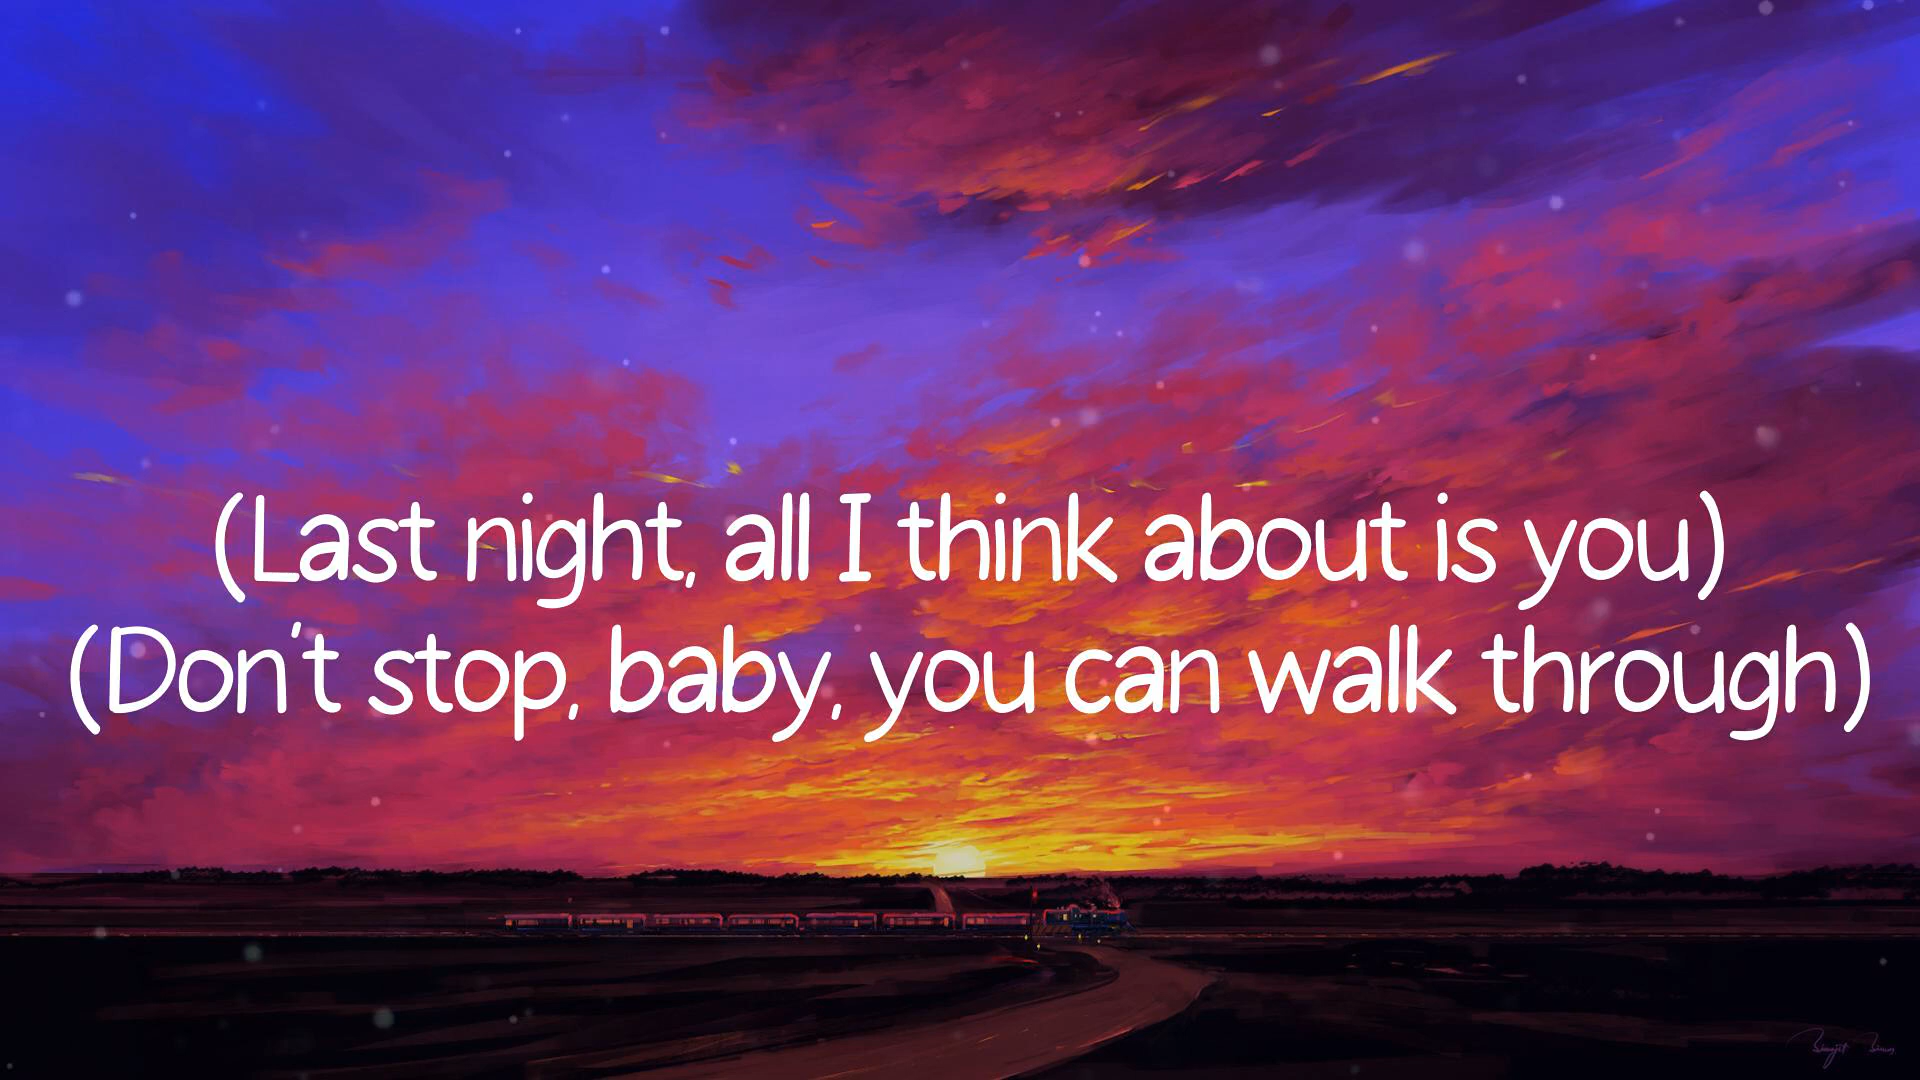 (Last night, all I think about is you)
(Don't stop, baby, you can walk through)